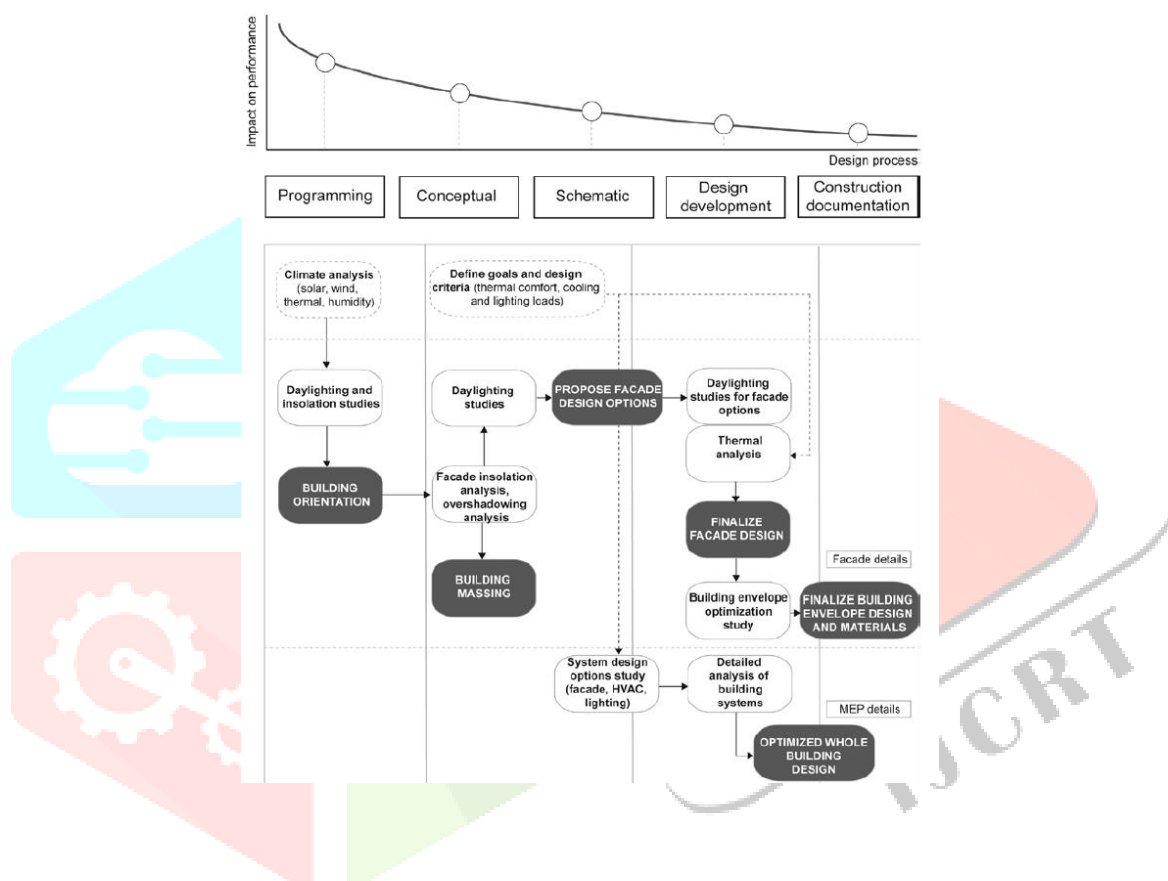 Impact on performance
Design process
Programming
Conceptual
Schematic
Design
development
Construction
documentation
Climate analysis
(solar, wind,
thermal, humidity)
Define goals and design
criteria (thermal comfort, cooling
and lighting loads)
Daylighting and
insolation studies
Daylighting
studies
PROPOSE FACADE
DESIGN OPTIONS
Daylighting
studies for facade
options
Thermal
analysis
BUILDING
ORIENTATION
Facade insolation
analysis,
overshadowing
analysis
FINALIZE
FACADE DESIGN
BUILDING
MASSING
Facade details
Building envelope
optimization
study
FINALIZE BUILDING
ENVELOPE DESIGN
AND MATERIALS
System design
options study
(facade, HVAC,
lighting)
Detailed
analysis of
building
systems
MEP details
OPTIMIZED WHOLE
BUILDING
DESIGN
IJCRT